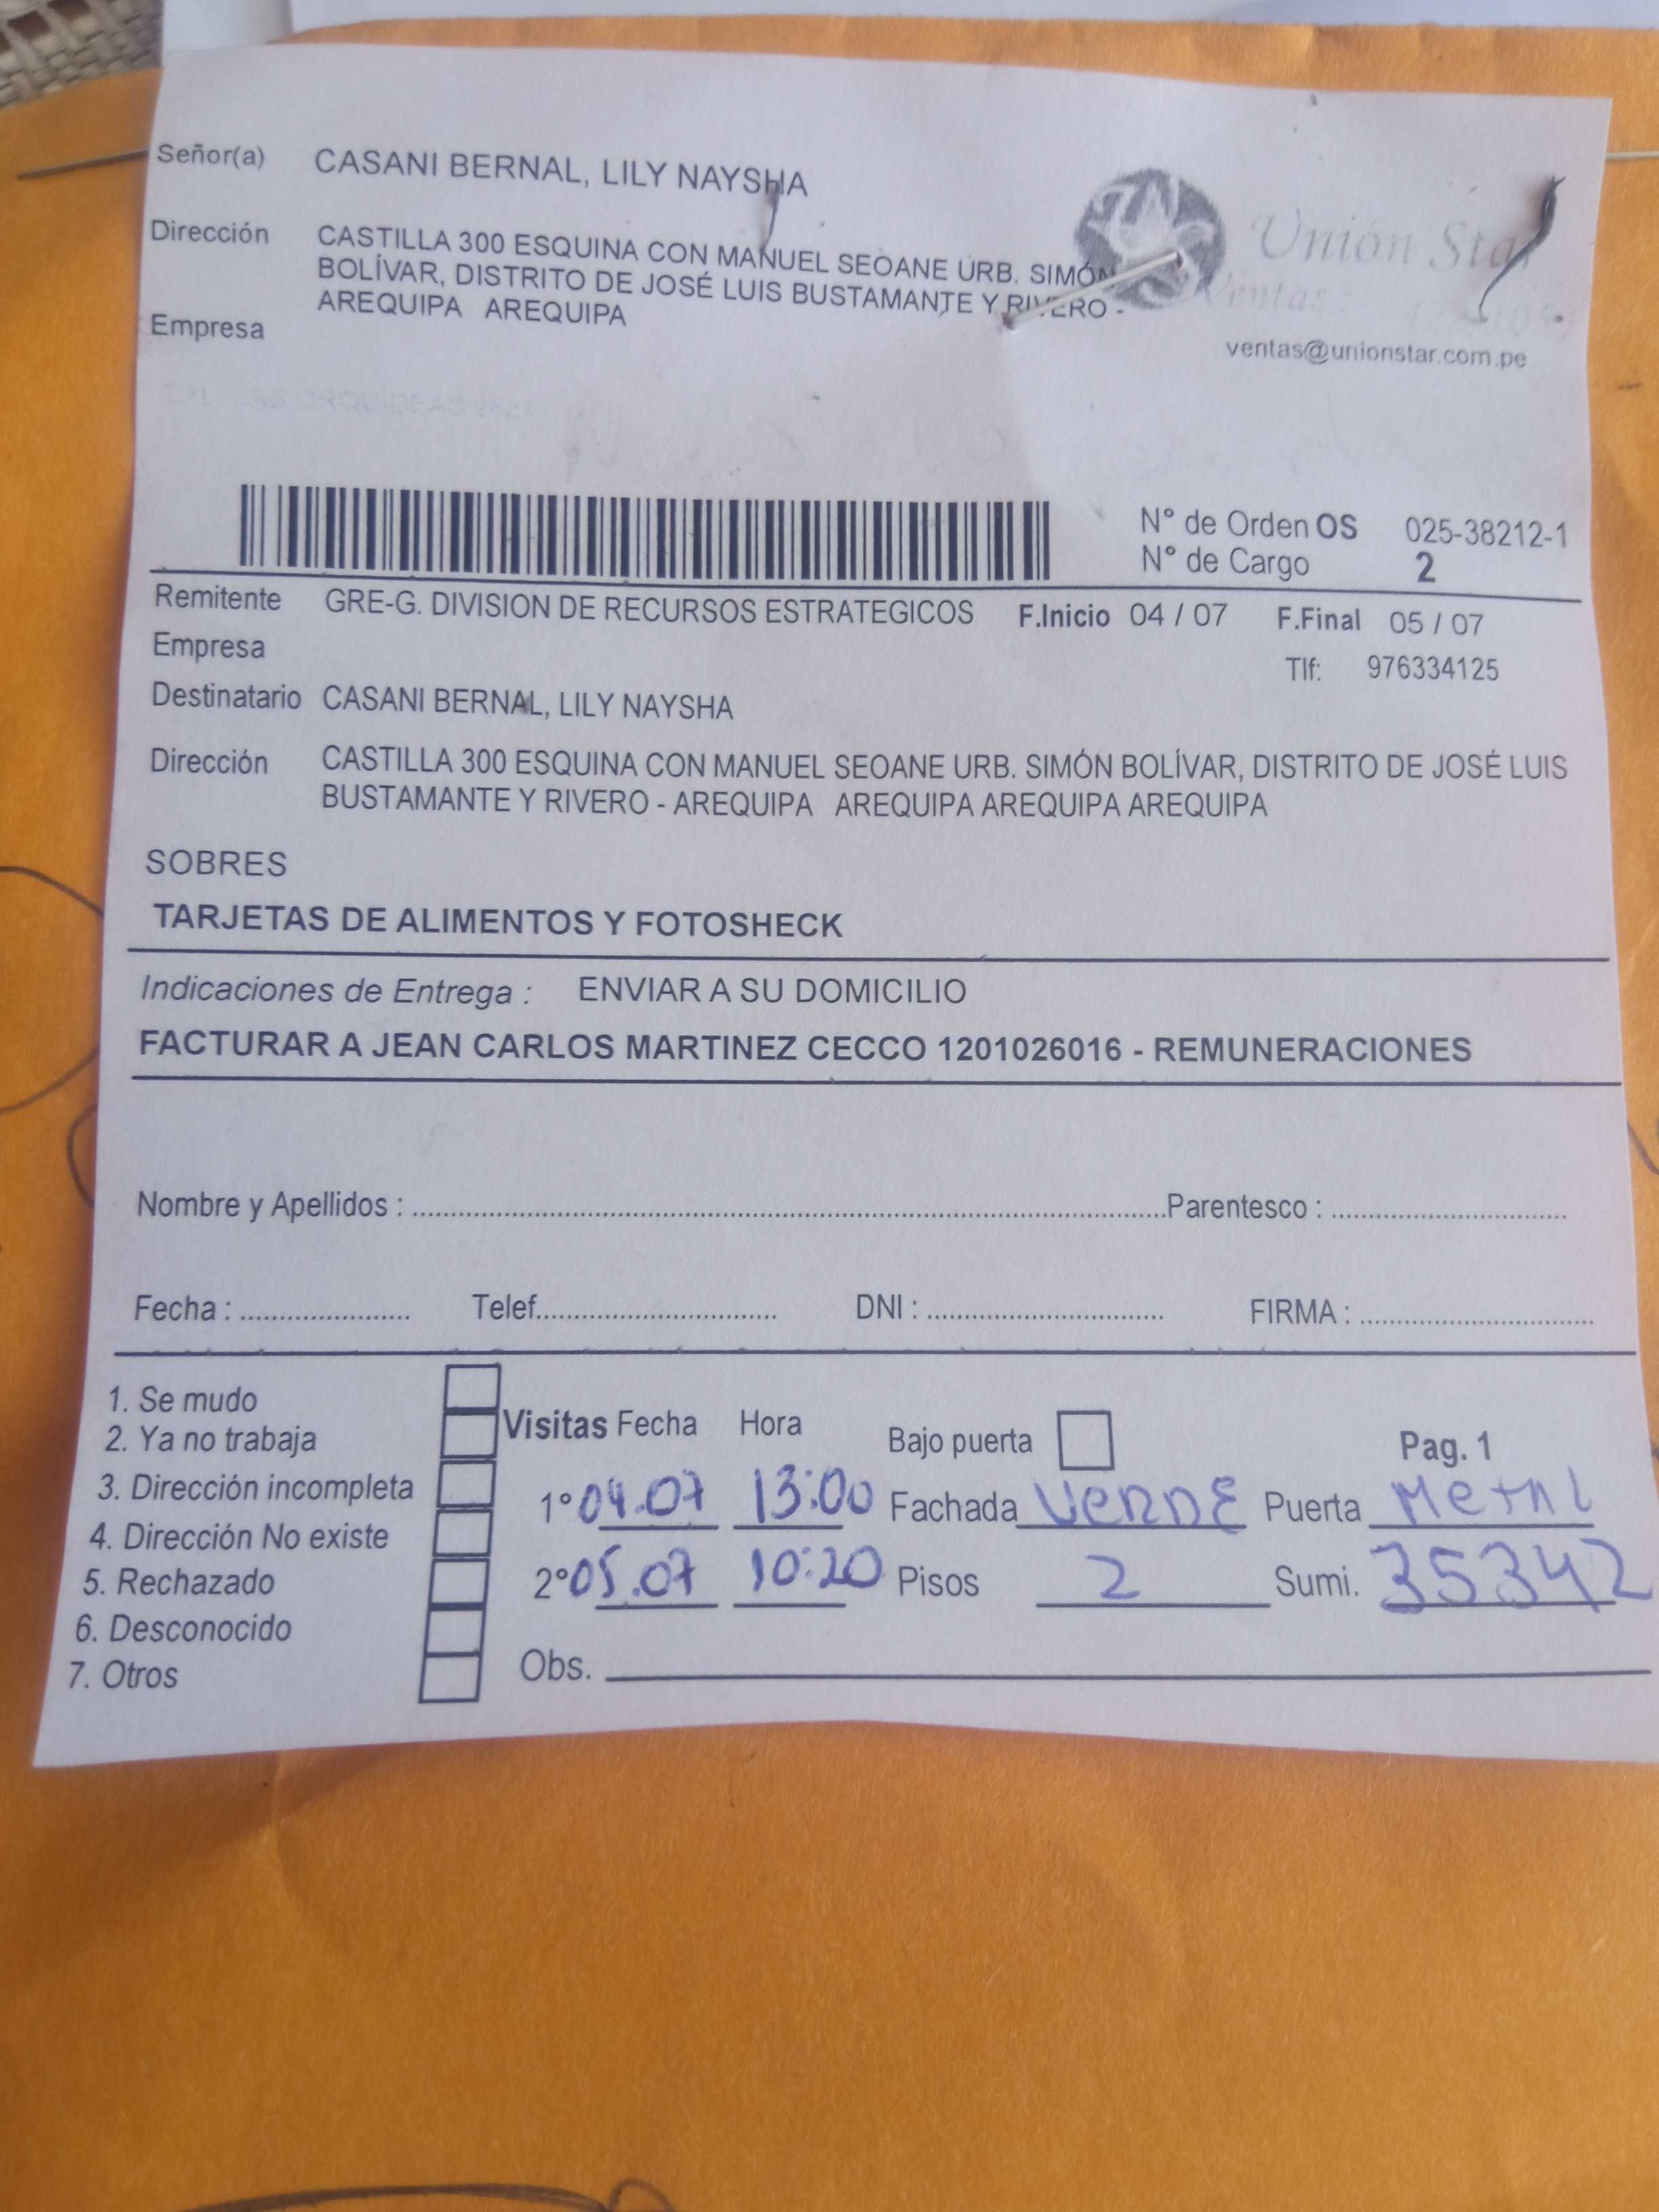 Señor(a) CASANI BERNAL, LILY NAYSHA
Dirección CASTILLA 300 ESQUINA CON MANUEL SEOANE URB. SIMÓN
BOLÍVAR, DISTRITO DE JOSÉ LUIS BUSTAMANTE Y RIVERO -
AREQUIPA AREQUIPA
Empresa
Unión Star
Ventas:
ventas@unionstar.com.pe
N° de Orden OS 025-38212-1
N° de Cargo 2
Remitente GRE-G. DIVISION DE RECURSOS ESTRATEGICOS F.Inicio 04 / 07 F.Final 05 / 07
Empresa Tlf: 976334125
Destinatario CASANI BERNAL, LILY NAYSHA
Dirección CASTILLA 300 ESQUINA CON MANUEL SEOANE URB. SIMÓN BOLÍVAR, DISTRITO DE JOSÉ LUIS
BUSTAMANTE Y RIVERO - AREQUIPA AREQUIPA AREQUIPA AREQUIPA
SOBRES
TARJETAS DE ALIMENTOS Y FOTOSHECK
Indicaciones de Entrega : ENVIAR A SU DOMICILIO
FACTURAR A JEAN CARLOS MARTINEZ CECCO 1201026016 - REMUNERACIONES
Nombre y Apellidos : Parentesco :
Fecha : Telef. DNI : FIRMA :
1. Se mudo
2. Ya no trabaja
3. Dirección incompleta
4. Dirección No existe
5. Rechazado
6. Desconocido
7. Otros
Visitas Fecha Hora Bajo puerta Pag. 1
1° 04.07 13:00 Fachada VERDE Puerta Metal
2° 05.07 10:20 Pisos 2 Sumi. 35342
Obs.